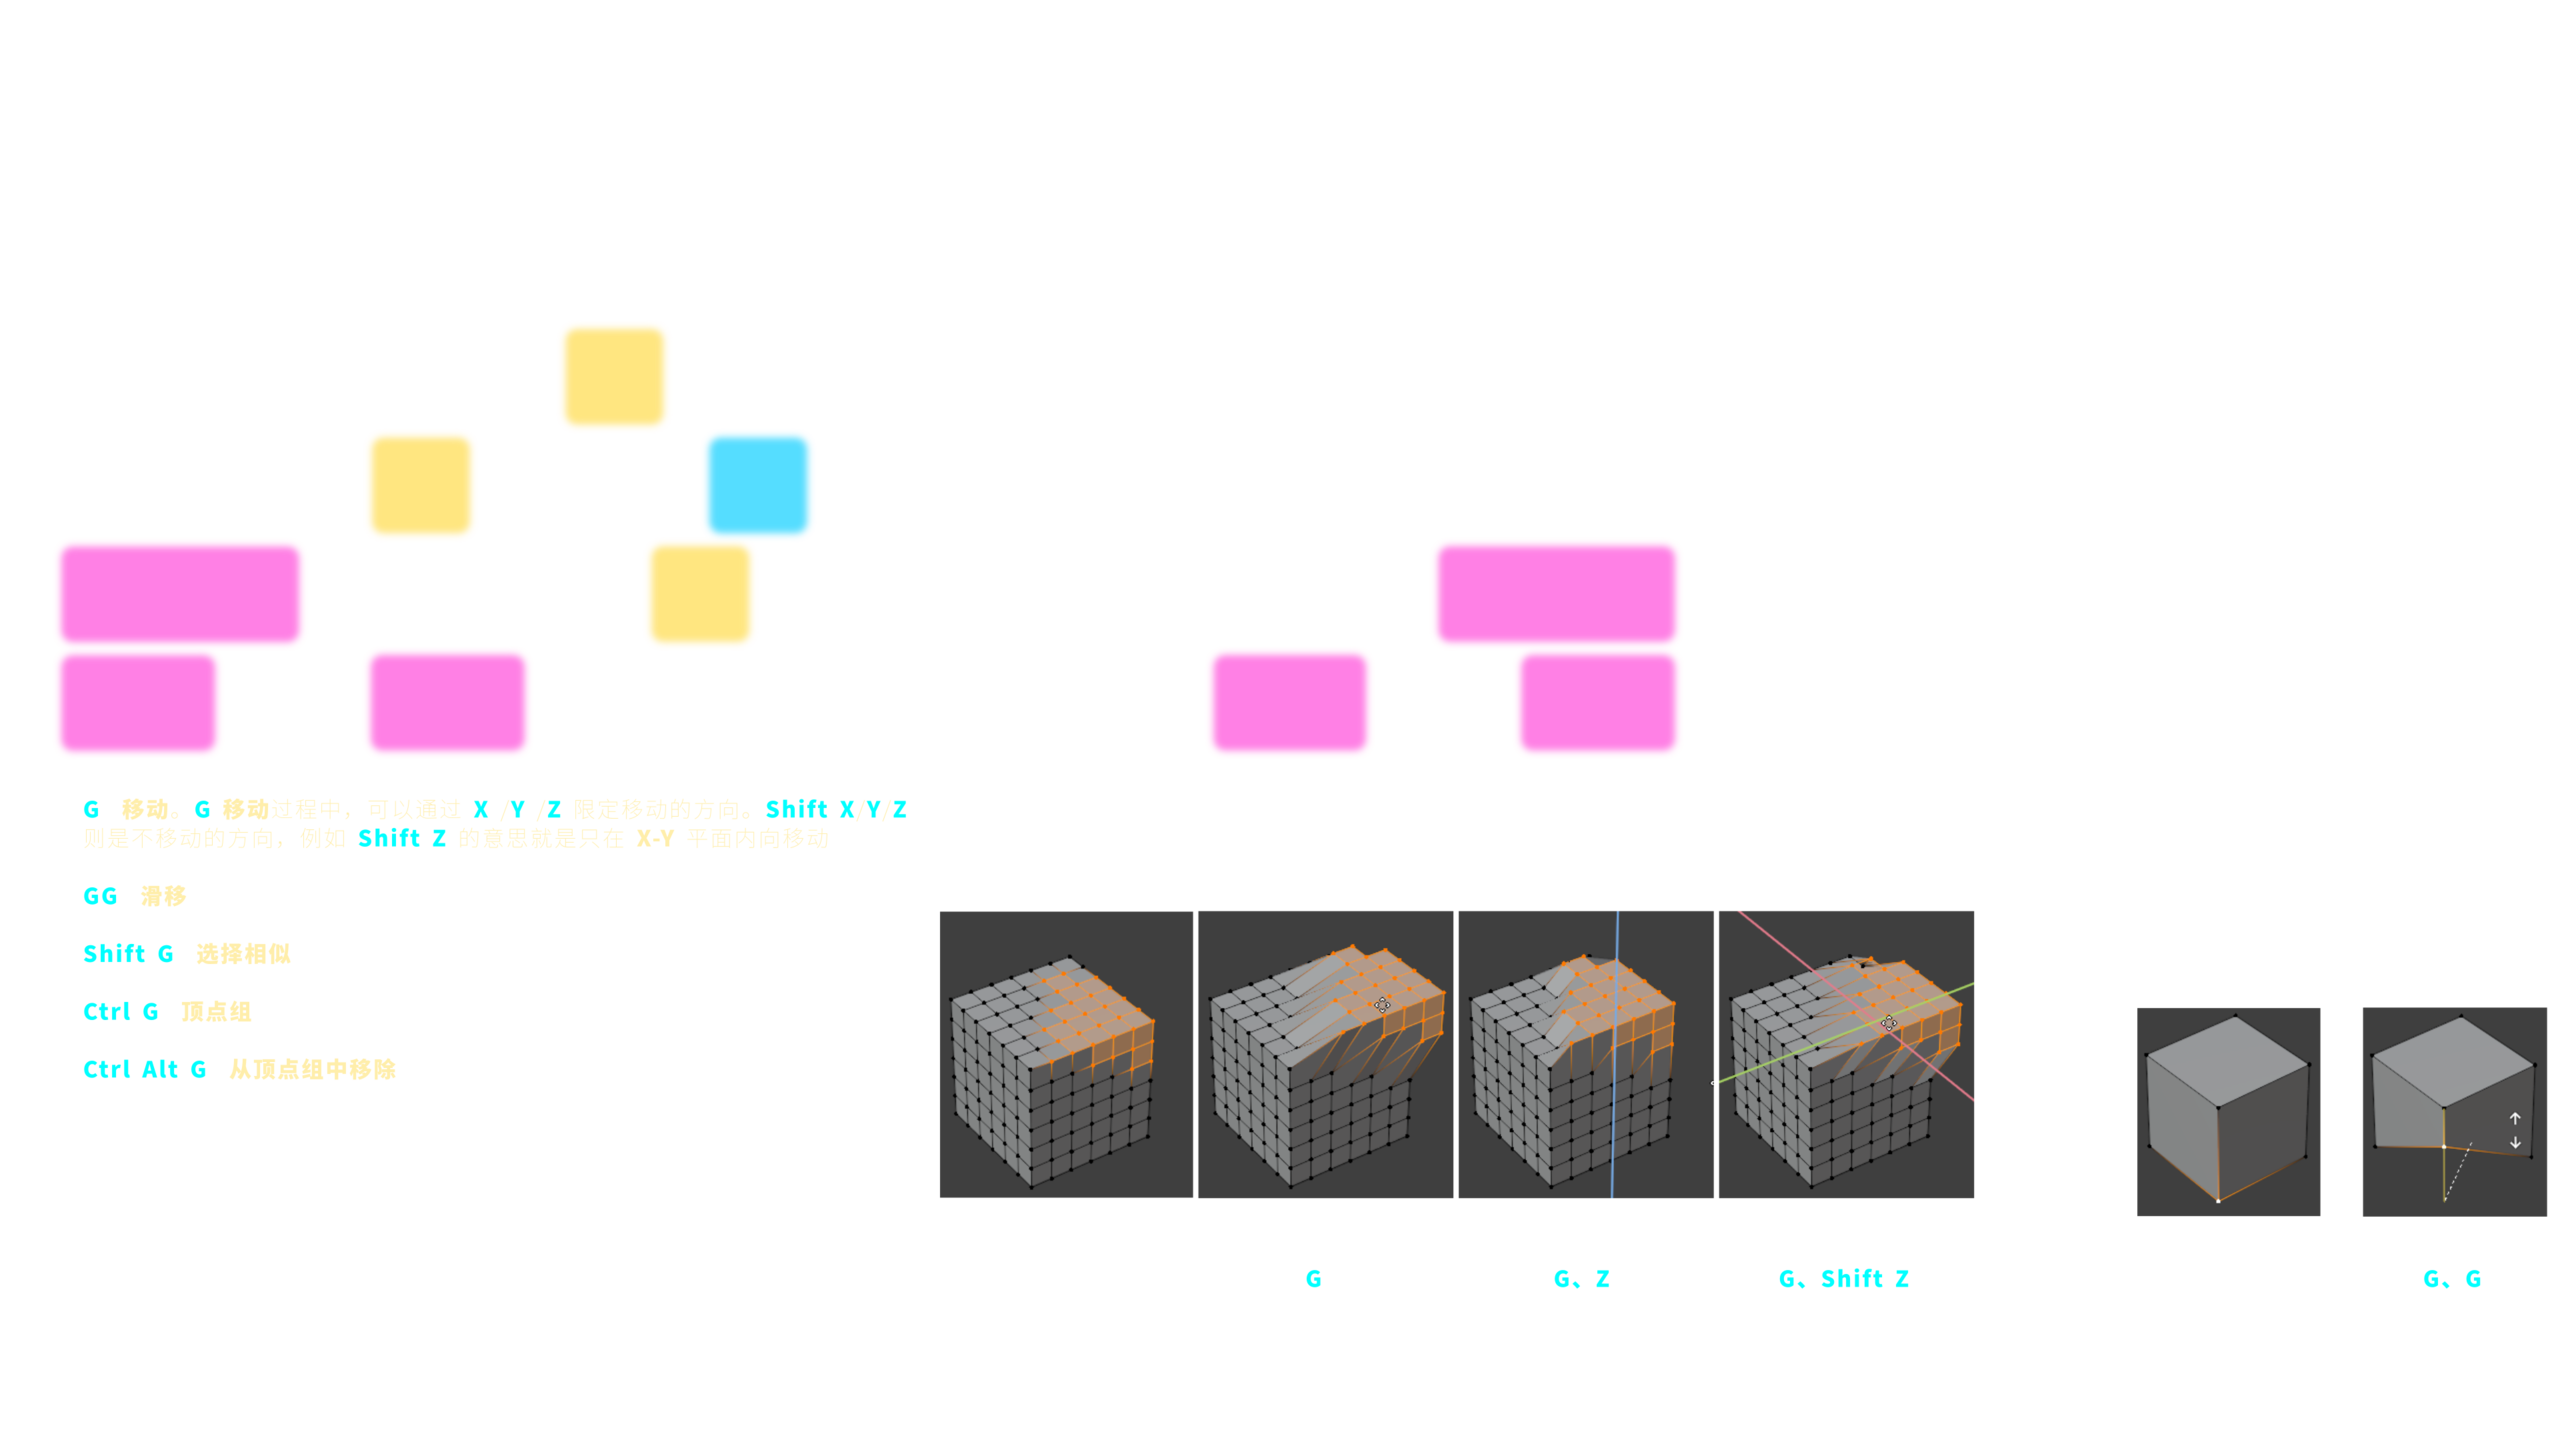 G 移动。G 移动过程中，可以通过 X /Y /Z 限定移动的方向。Shift X/Y/Z
则是不移动的方向，例如 Shift Z 的意思就是只在 X-Y 平面内向移动
GG 滑移
Shift G 选择相似
Ctrl G 顶点组
Ctrl Alt G 从顶点组中移除
G
G、Z
G、Shift Z
G、G